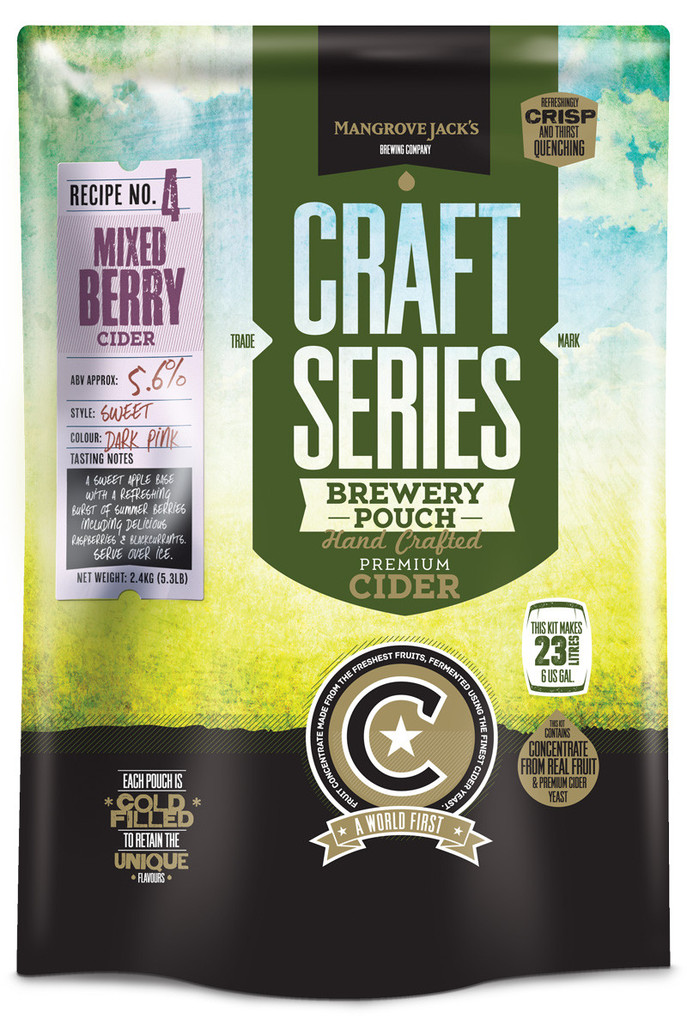 MANGROVE JACK'S
BREWING COMPANY
REFRESHINGLY
CRISP
AND THIRST
QUENCHING
RECIPE NO. 4
MIXED
BERRY
CIDER
ABV APPROX: 5.6%
STYLE: SWEET
COLOUR: DARK PINK
TASTING NOTES
A SWEET APPLE BASE
WITH A REFRESHING
BURST OF SUMMER BERRIES
INCLUDING DELICIOUS
RASPBERRIES & BLACKCURRANTS.
SERVE OVER ICE.
NET WEIGHT: 2.4KG (5.3LB)
CRAFT
TRADE MARK
SERIES
BREWERY
POUCH
Hand Crafted
PREMIUM
CIDER
THIS KIT MAKES
23 LITRES
6 US GAL.
FRUIT CONCENTRATE MADE FROM THE FRESHEST FRUITS, FERMENTED USING THE FINEST CIDER YEAST.
C
A WORLD FIRST
THIS KIT
CONTAINS
CONCENTRATE
FROM REAL FRUIT
& PREMIUM CIDER
YEAST
EACH POUCH IS
*COLD*
FILLED
TO RETAIN THE
UNIQUE
• FLAVOURS •